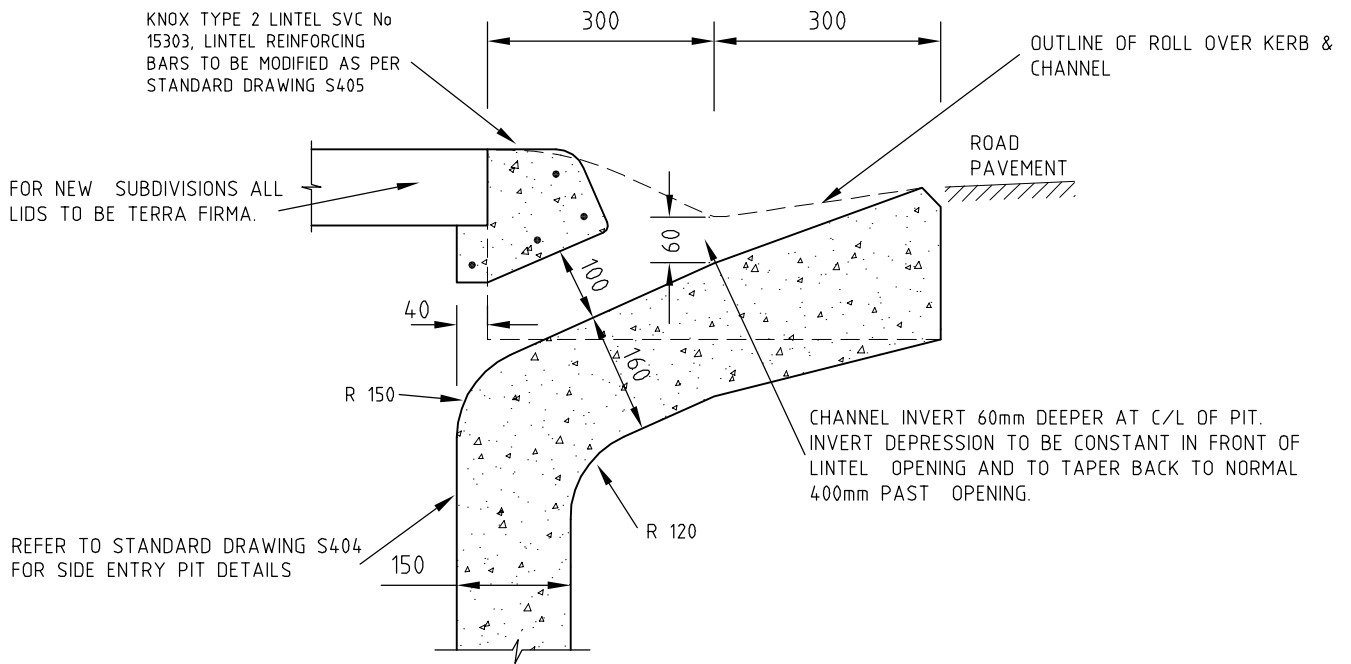 KNOX TYPE 2 LINTEL SVC No
15303, LINTEL REINFORCING
BARS TO BE MODIFIED AS PER
STANDARD DRAWING S405
300
300
OUTLINE OF ROLL OVER KERB &
CHANNEL
ROAD
PAVEMENT
FOR NEW SUBDIVISIONS ALL
LIDS TO BE TERRA FIRMA.
60
100
40
160
R 150
CHANNEL INVERT 60mm DEEPER AT C/L OF PIT.
INVERT DEPRESSION TO BE CONSTANT IN FRONT OF
LINTEL OPENING AND TO TAPER BACK TO NORMAL
400mm PAST OPENING.
R 120
REFER TO STANDARD DRAWING S404
FOR SIDE ENTRY PIT DETAILS
150